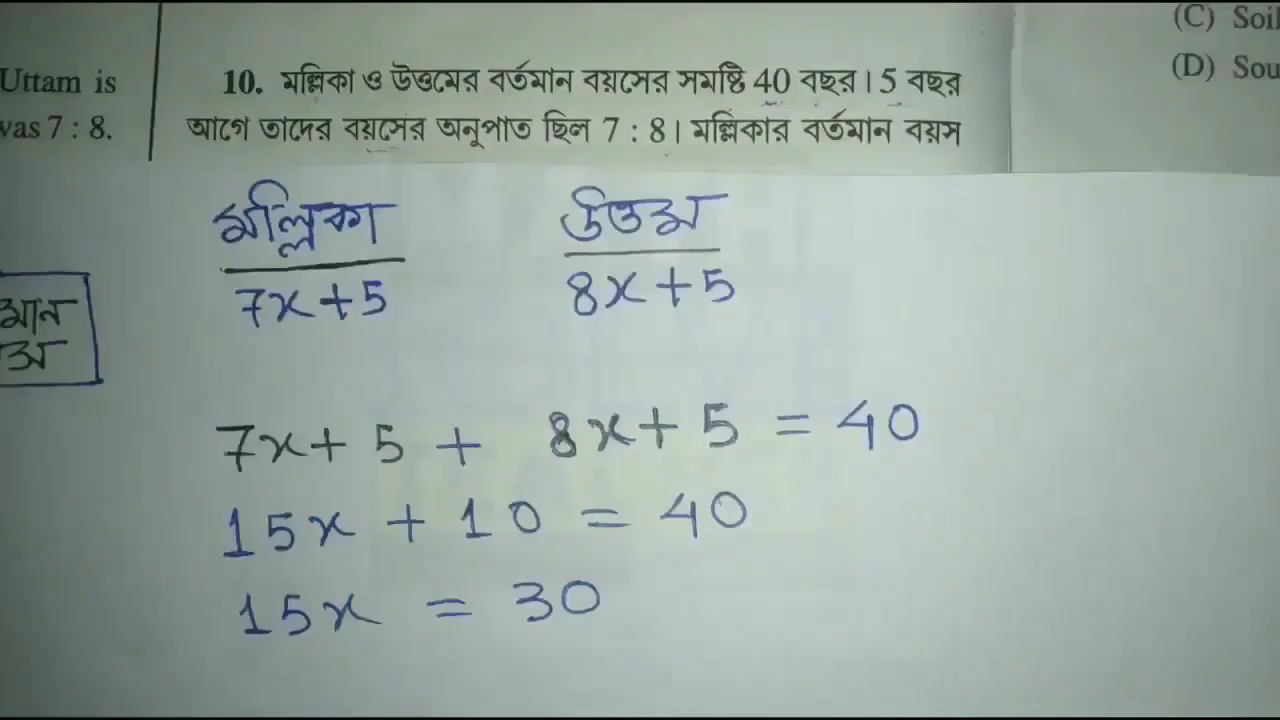 (C) Soil
(D) Sou
Uttam is
was 7 : 8.
10. মল্লিকা ও উত্তমের বর্তমান বয়সের সমষ্টি 40 বছর। 5 বছর
আগে তাদের বয়সের অনুপাত ছিল 7 : 8। মল্লিকার বর্তমান বয়স
মল্লিকা উত্তম
7x+5 8x+5
7x+ 5 + 8x+ 5 = 40
15x + 10 = 40
15x = 30